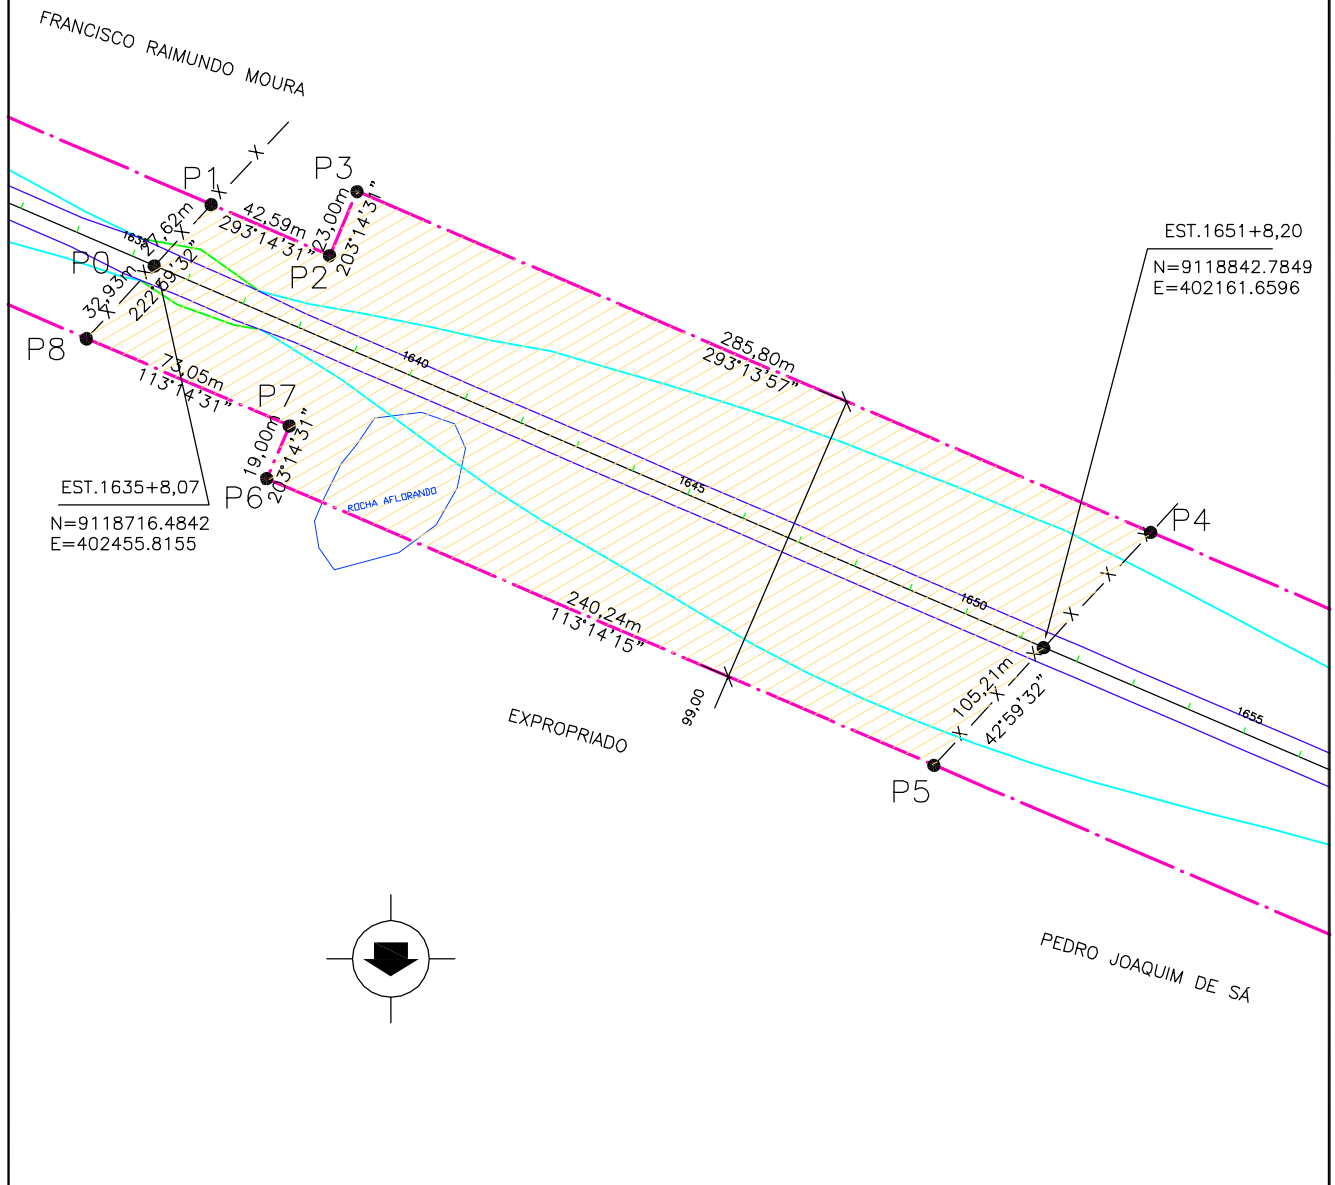 FRANCISCO RAIMUNDO MOURA
P3
P1
23,00m
203°14'31"
42,59m
293°14'31"
27,62m
P2
P0
32,93m
222°59'32"
EST.1651+8,20
N=9118842.7849
E=402161.6596
P8
1640
285,80m
293°13'57"
73,05m
113°14'31"
P7
19,00m
203°14'31"
P6
EST.1635+8,07
N=9118716.4842
E=402455.8155
ROCHA AFLORANDO
1645
P4
1650
240,24m
113°14'15"
105,21m
42°59'32"
99,00
EXPROPRIADO
1655
P5
PEDRO JOAQUIM DE SÁ